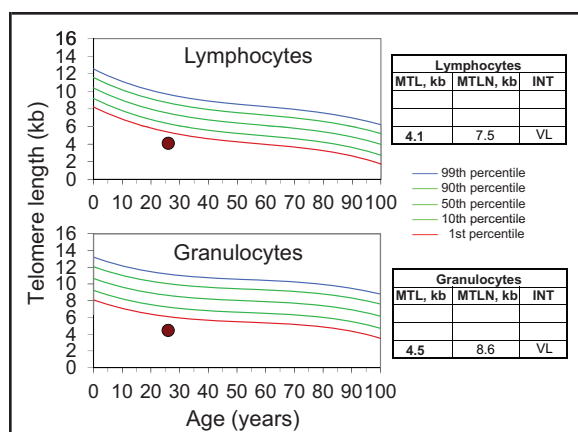 Telomere length (kb)
Lymphocytes
16
14
12
10
8
6
4
2
0
0 10 20 30 40 50 60 70 80 90 100
Lymphocytes
MTL, kb MTLN, kb INT
4.1 7.5 VL
99th percentile
90th percentile
50th percentile
10th percentile
1st percentile
Granulocytes
16
14
12
10
8
6
4
2
0
0 10 20 30 40 50 60 70 80 90 100
Age (years)
Granulocytes
MTL, kb MTLN, kb INT
4.5 8.6 VL